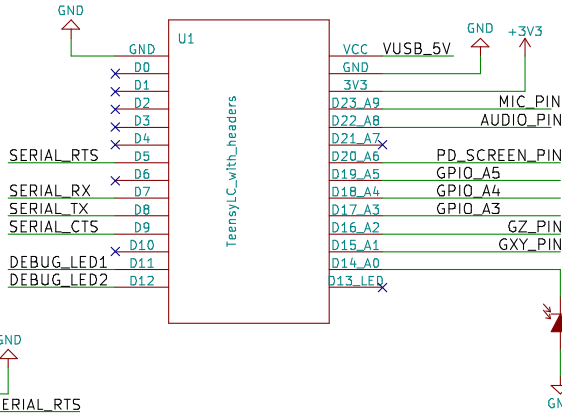 GND
U1
GND
+3V3
GND
VCC
VUSB_5V
D0
GND
D1
3V3
D2
D23_A9
MIC_PIN
D3
D22_A8
AUDIO_PIN
D4
D21_A7
SERIAL_RTS
D5
D20_A6
PD_SCREEN_PIN
D6
D19_A5
GPIO_A5
SERIAL_RX
D7
D18_A4
GPIO_A4
SERIAL_TX
D8
D17_A3
GPIO_A3
SERIAL_CTS
D9
D16_A2
GZ_PIN
D10
D15_A1
GXY_PIN
DEBUG_LED1
D11
D14_A0
DEBUG_LED2
D12
D13_LED
TeensyLC_with_headers
GND
ERIAL_RTS